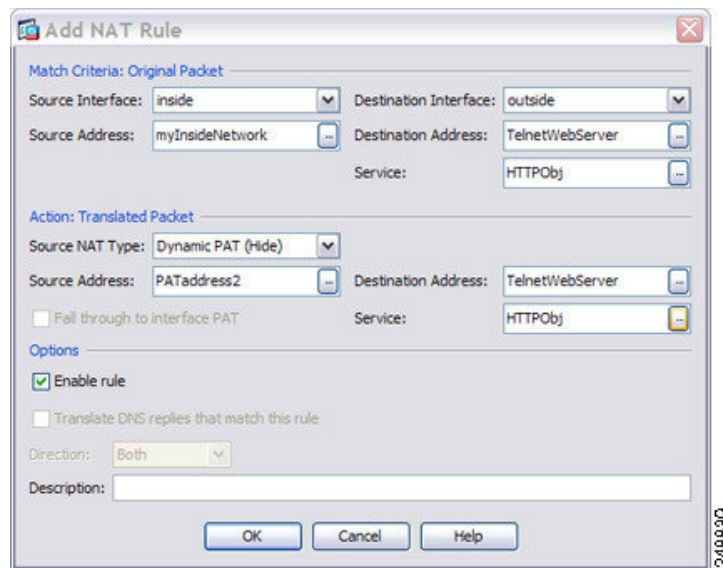 Add NAT Rule
Match Criteria: Original Packet
Source Interface: inside Destination Interface: outside
Source Address: myInsideNetwork ... Destination Address: TelnetWebServer ...
Service: HTTPObj ...
Action: Translated Packet
Source NAT Type: Dynamic PAT (Hide)
Source Address: PATaddress2 ... Destination Address: TelnetWebServer ...
Fall through to interface PAT Service: HTTPObj ...
Options
Enable rule
Translate DNS replies that match this rule
Direction: Both
Description:
OK Cancel Help
248839